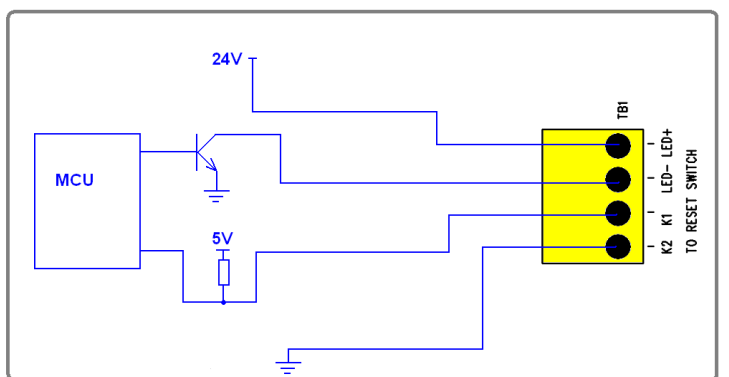 24V
MCU
5V
TB1
LED+
LED-
K1
K2
TO RESET SWITCH